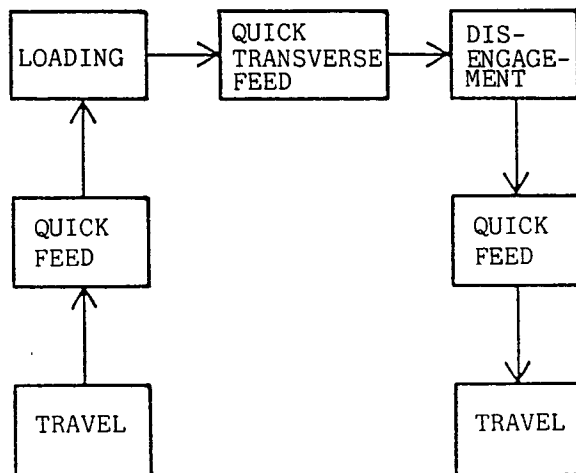 LOADING
QUICK
TRANSVERSE
FEED
DIS-
ENGAGE-
MENT
QUICK
FEED
QUICK
FEED
TRAVEL
TRAVEL